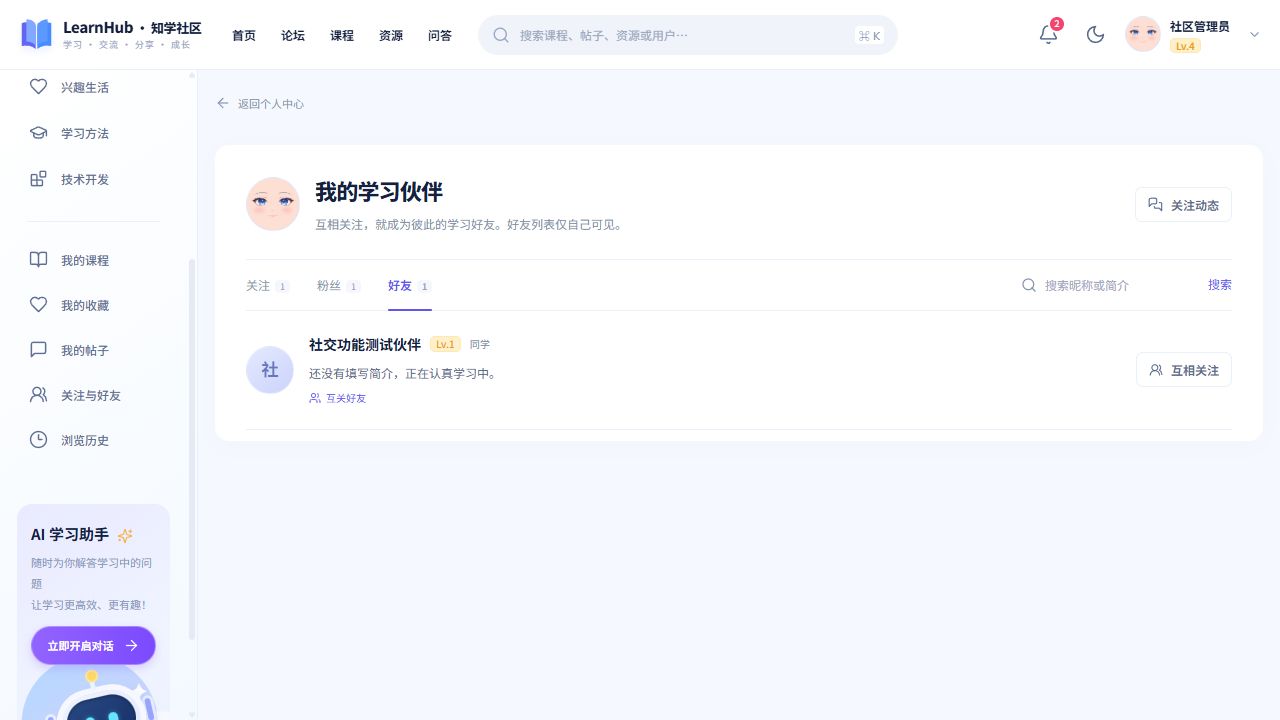 LearnHub · 知学社区
学习 · 交流 · 分享 · 成长
首页
论坛
课程
资源
问答
搜索课程、帖子、资源或用户…
⌘ K
2
社区管理员
Lv.4
兴趣生活
学习方法
技术开发
我的课程
我的收藏
我的帖子
关注与好友
浏览历史
AI 学习助手
随时为你解答学习中的问
题
让学习更高效、更有趣！
立即开启对话
返回个人中心
我的学习伙伴
互相关注，就成为彼此的学习好友。好友列表仅自己可见。
关注动态
关注 1
粉丝 1
好友 1
搜索昵称或简介
搜索
社
社交功能测试伙伴 Lv.1 同学
还没有填写简介，正在认真学习中。
互关好友
互相关注